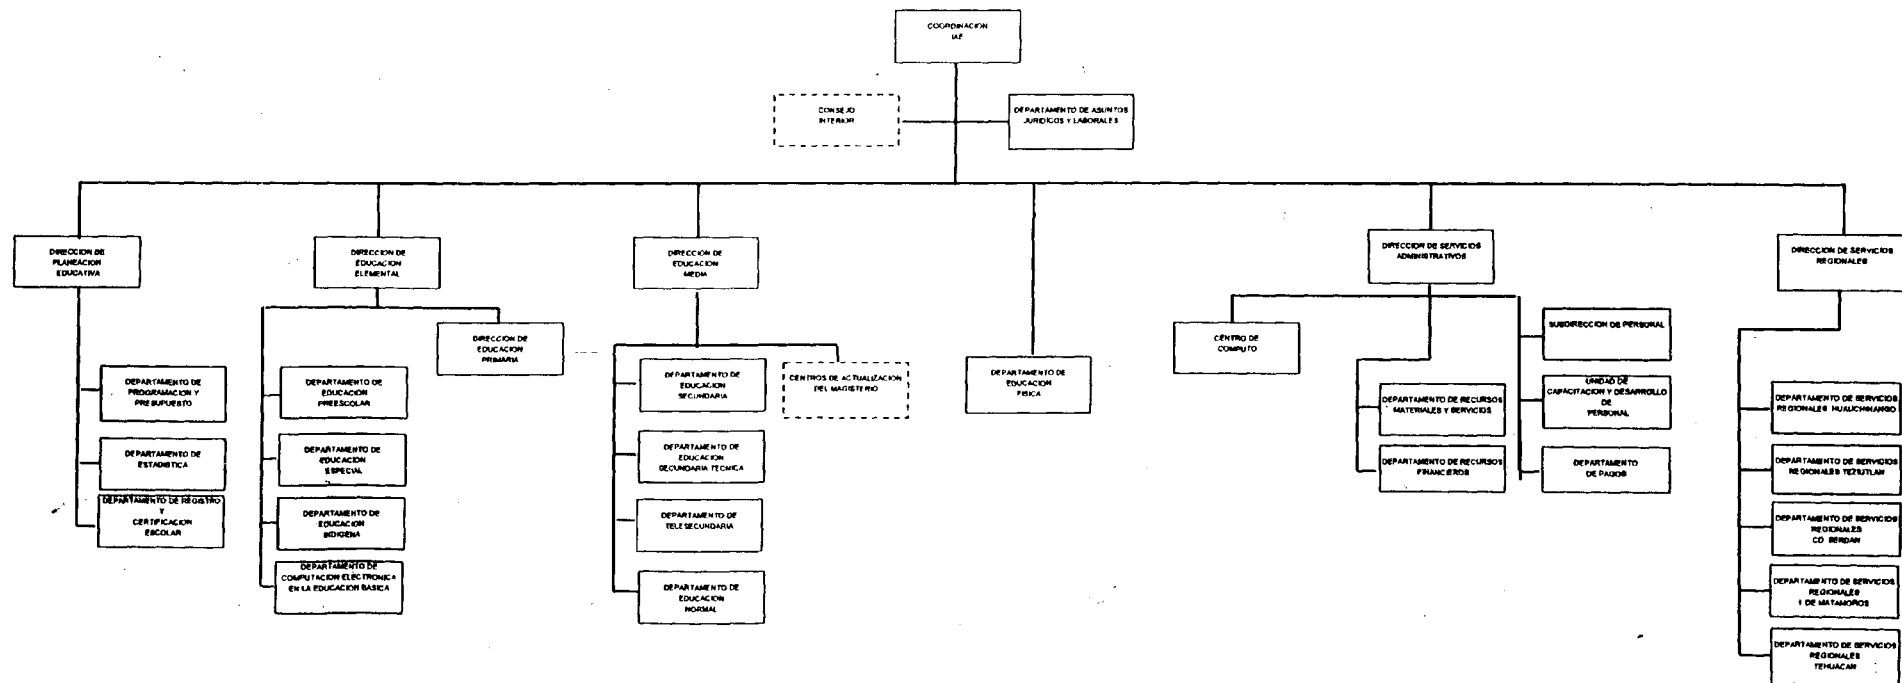 COORDINACION
IAE
CONSEJO
INTERIOR
DEPARTAMENTO DE ASUNTOS
JURIDICOS Y LABORALES
DIRECCION DE
PLANEACION
EDUCATIVA
DIRECCION DE
EDUCACION
ELEMENTAL
DIRECCION DE
EDUCACION
MEDIA
DIRECCION DE SERVICIOS
ADMINISTRATIVOS
DIRECCION DE SERVICIOS
REGIONALES
DEPARTAMENTO DE
PROGRAMACION Y
PRESUPUESTO
DEPARTAMENTO DE
ESTADISTICA
DEPARTAMENTO DE REGISTRO
Y
CERTIFICACION
ESCOLAR
DIRECCION DE
EDUCACION
PRIMARIA
DEPARTAMENTO DE
EDUCACION
PREESCOLAR
DEPARTAMENTO DE
EDUCACION
ESPECIAL
DEPARTAMENTO DE
EDUCACION
INDIGENA
DEPARTAMENTO DE
COMPUTACION ELECTRONICA
EN LA EDUCACION BASICA
DEPARTAMENTO DE
EDUCACION
SECUNDARIA
CENTROS DE ACTUALIZACION
DEL MAGISTERIO
DEPARTAMENTO DE
EDUCACION
SECUNDARIA TECNICA
DEPARTAMENTO DE
TELESECUNDARIA
DEPARTAMENTO DE
EDUCACION
NORMAL
DEPARTAMENTO DE
EDUCACION
FISICA
CENTRO DE
COMPUTO
SUBDIRECCION DE PERSONAL
DEPARTAMENTO DE RECURSOS
MATERIALES Y SERVICIOS
UNIDAD DE
CAPACITACION Y DESARROLLO
DE
PERSONAL
DEPARTAMENTO DE RECURSOS
FINANCIEROS
DEPARTAMENTO
DE PAGOS
DEPARTAMENTO DE SERVICIOS
REGIONALES HUAUCHINANGO
DEPARTAMENTO DE SERVICIOS
REGIONALES TEZIUTLAN
DEPARTAMENTO DE SERVICIOS
REGIONALES
CD SERDAN
DEPARTAMENTO DE SERVICIOS
REGIONALES
I DE MATAMOROS
DEPARTAMENTO DE SERVICIOS
REGIONALES
TEHUACAN